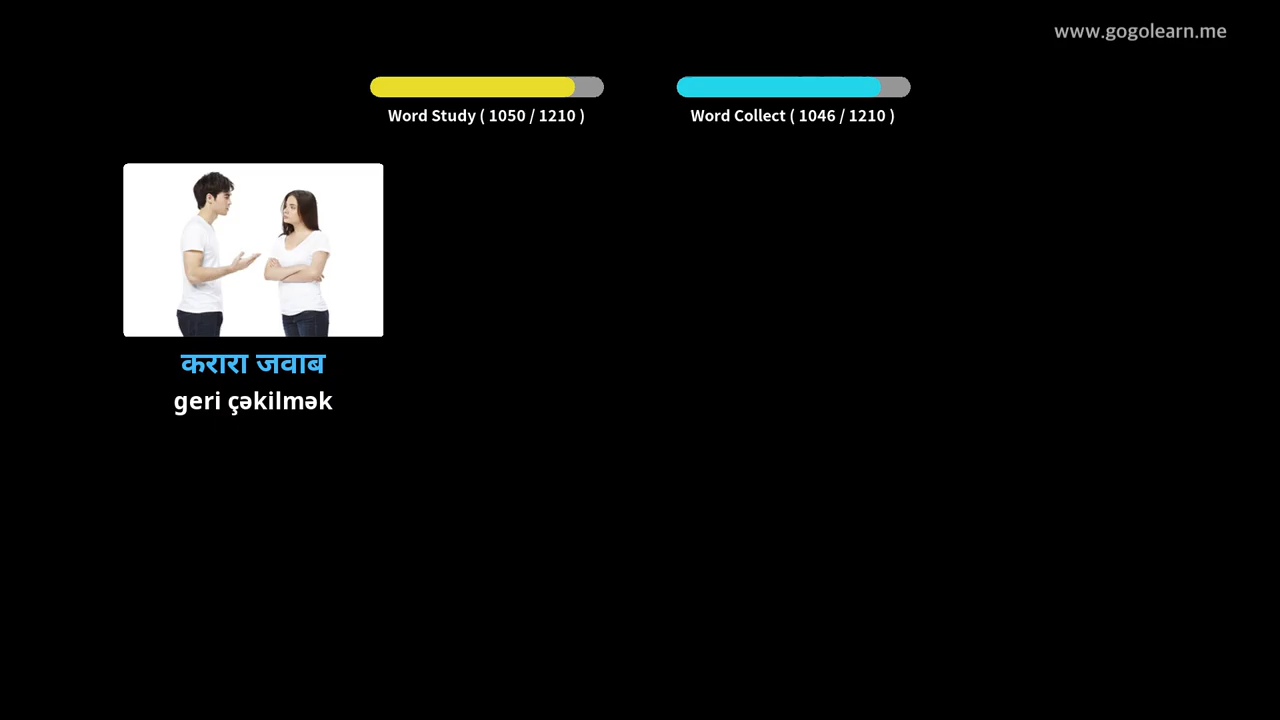 www.gogolearn.me
Word Study ( 1050 / 1210 )
Word Collect ( 1046 / 1210 )
करारा जवाब
geri çəkilmək